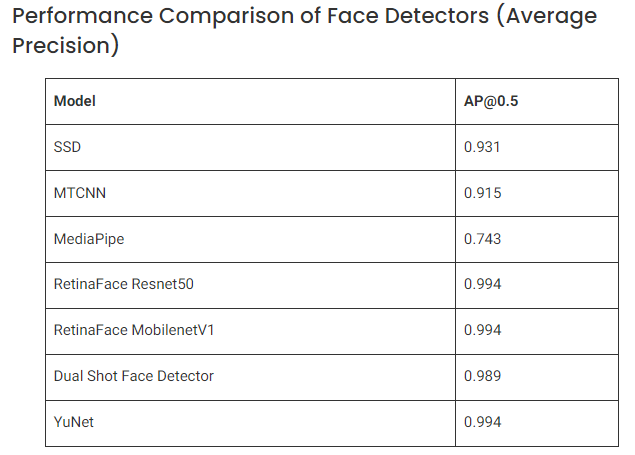 Performance Comparison of Face Detectors (Average
Precision)
Model AP@0.5
SSD 0.931
MTCNN 0.915
MediaPipe 0.743
RetinaFace Resnet50 0.994
RetinaFace MobilenetV1 0.994
Dual Shot Face Detector 0.989
YuNet 0.994